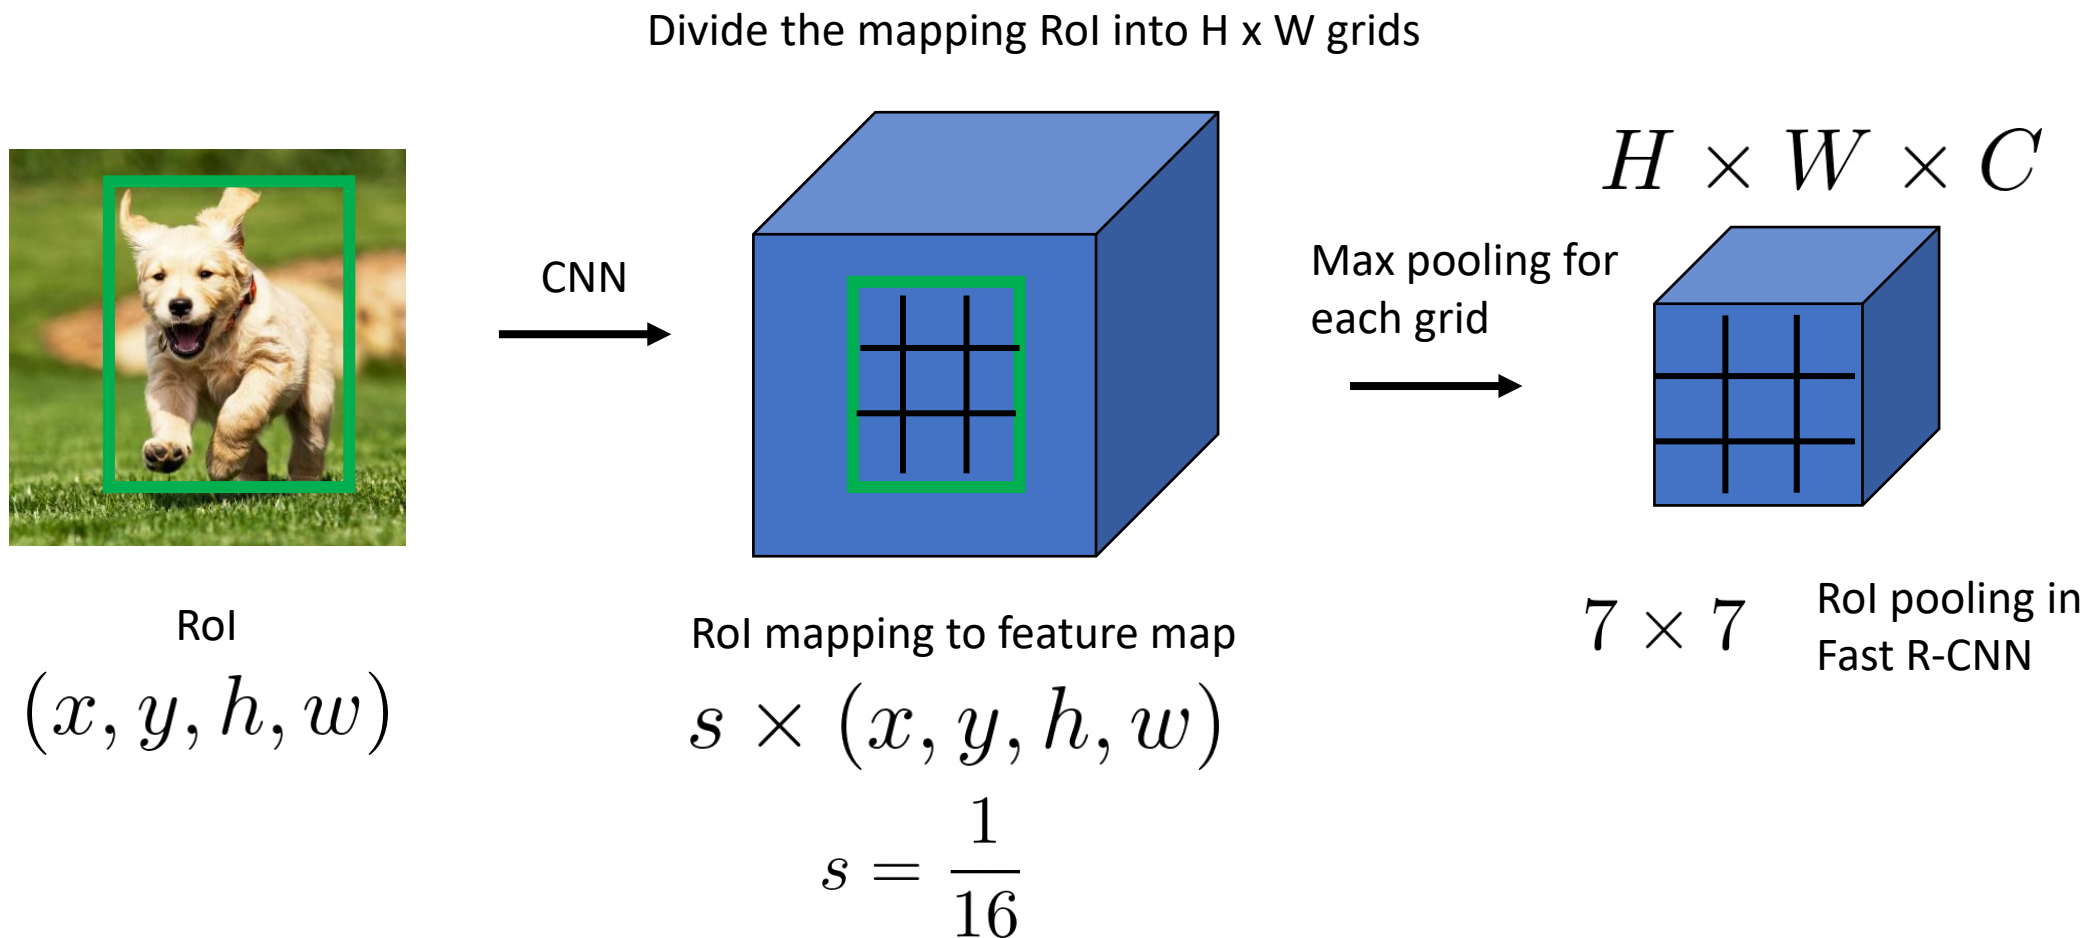 Divide the mapping RoI into H x W grids
CNN
Max pooling for
each grid
H × W × C
RoI
(x, y, h, w)
RoI mapping to feature map
s × (x, y, h, w)
s = 1/16
7 × 7
RoI pooling in
Fast R-CNN